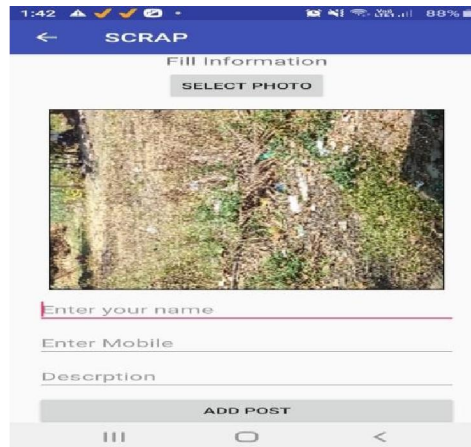 1:42 88%
SCRAP
Fill Information
SELECT PHOTO
Enter your name
Enter Mobile
Descrption
ADD POST